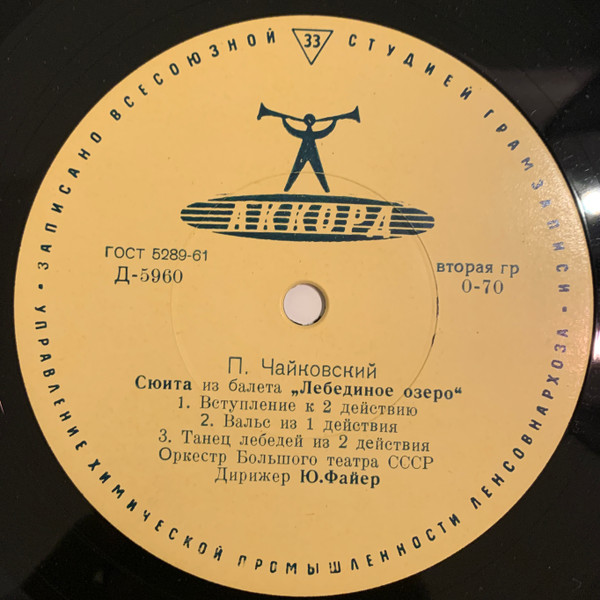 ЗАПИСАНО ВСЕСОЮЗНОЙ СТУДИЕЙ ГРАМЗАПИСИ
33
АККОРД
ГОСТ 5289-61
Д-5960
вторая гр
0-70
П. Чайковский
Сюита из балета „Лебединое озеро“
1. Вступление к 2 действию
2. Вальс из 1 действия
3. Танец лебедей из 2 действия
Оркестр Большого театра СССР
Дирижер Ю. Файер
УПРАВЛЕНИЕ ХИМИЧЕСКОЙ ПРОМЫШЛЕННОСТИ ЛЕНСОВНАРХОЗА